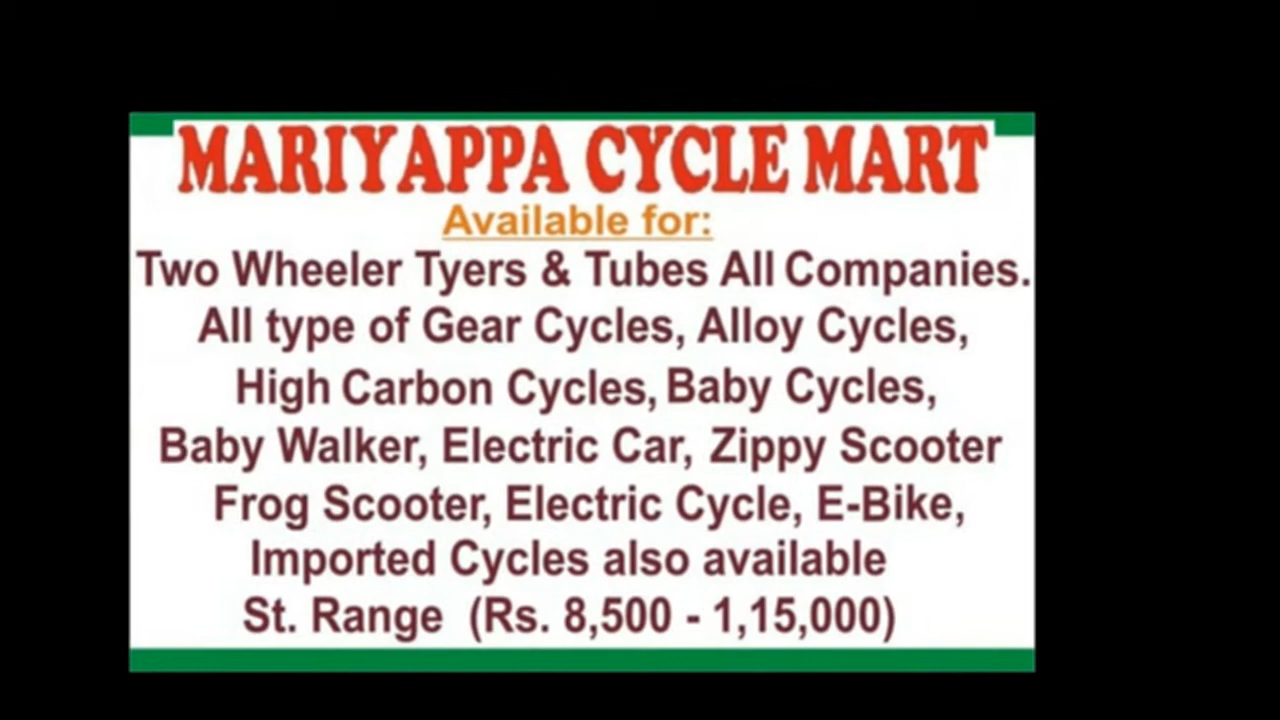 MARIYAPPA CYCLE MART
Available for:
Two Wheeler Tyers & Tubes All Companies.
All type of Gear Cycles, Alloy Cycles,
High Carbon Cycles, Baby Cycles,
Baby Walker, Electric Car, Zippy Scooter
Frog Scooter, Electric Cycle, E-Bike,
Imported Cycles also available
St. Range (Rs. 8,500 - 1,15,000)